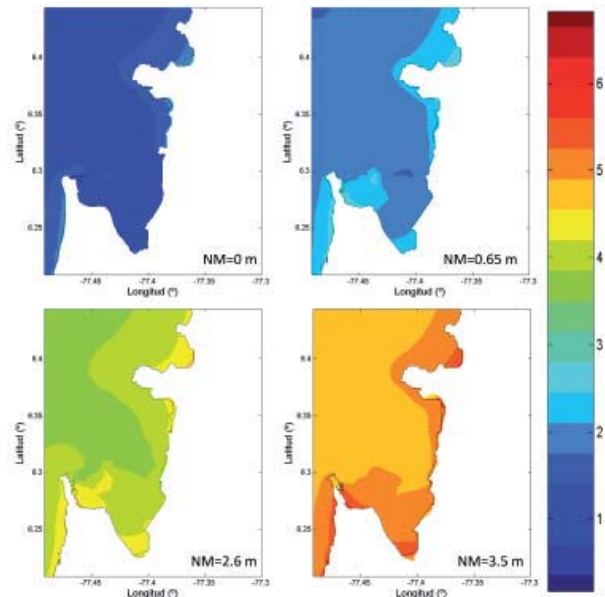 6.4
6.35
6.3
6.25
Latitud (º)
NM=0 m
-77.45 -77.4 -77.35 -77.3
Longitud (º)
6.4
6.35
6.3
6.25
Latitud (º)
NM=0.65 m
-77.45 -77.4 -77.35 -77.3
Longitud (º)
6.4
6.35
6.3
6.25
Latitud (º)
NM=2.6 m
-77.45 -77.4 -77.35 -77.3
Longitud (º)
6.4
6.35
6.3
6.25
Latitud (º)
NM=3.5 m
-77.45 -77.4 -77.35 -77.3
Longitud (º)
6
5
4
3
2
1